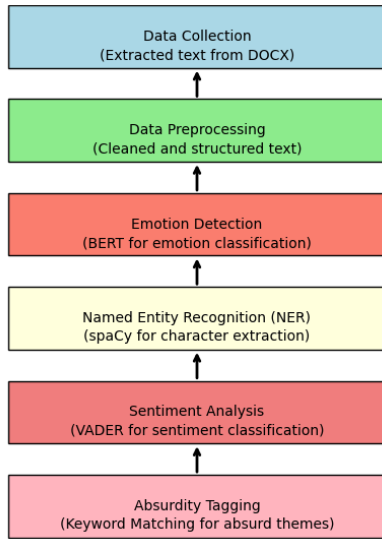 Data Collection
(Extracted text from DOCX)
Data Preprocessing
(Cleaned and structured text)
Emotion Detection
(BERT for emotion classification)
Named Entity Recognition (NER)
(spaCy for character extraction)
Sentiment Analysis
(VADER for sentiment classification)
Absurdity Tagging
(Keyword Matching for absurd themes)